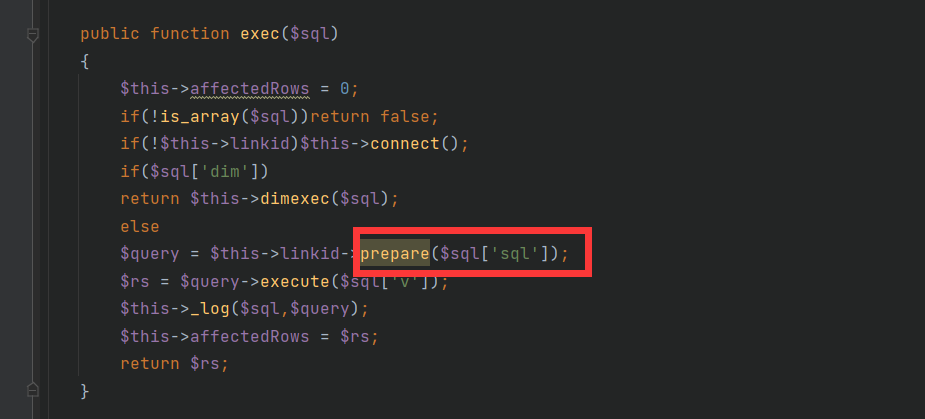 public function exec($sql)
{
$this->affectedRows = 0;
if(!is_array($sql))return false;
if(!$this->linkid)$this->connect();
if($sql['dim'])
return $this->dimexec($sql);
else
$query = $this->linkid->prepare($sql['sql']);
$rs = $query->execute($sql['v']);
$this->_log($sql,$query);
$this->affectedRows = $rs;
return $rs;
}